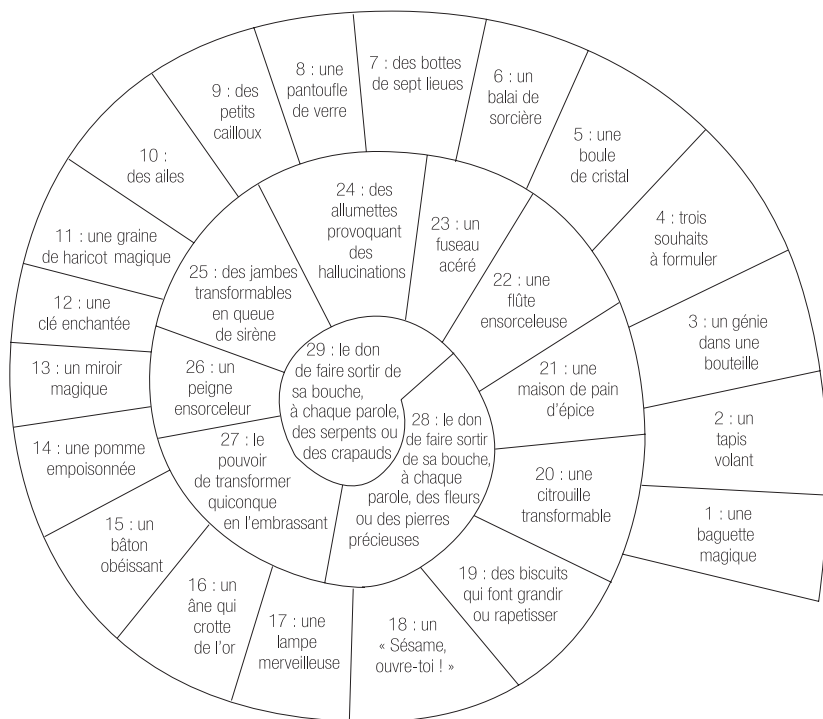 1 : une
baguette
magique
2 : un
tapis
volant
3 : un génie
dans une
bouteille
4 : trois
souhaits
à formuler
5 : une
boule
de cristal
6 : un
balai de
sorcière
7 : des bottes
de sept lieues
8 : une
pantoufle
de verre
9 : des
petits
cailloux
10 :
des ailes
11 : une graine
de haricot magique
12 : une
clé enchantée
13 : un miroir
magique
14 : une pomme
empoisonnée
15 : un
bâton
obéissant
16 : un
âne qui
crotte
de l’or
17 : une
lampe
merveilleuse
18 : un
« Sésame,
ouvre-toi ! »
19 : des biscuits
qui font grandir
ou rapetisser
20 : une
citrouille
transformable
21 : une
maison de pain
d’épice
22 : une
flûte
ensorceleuse
23 : un
fuseau
acéré
24 : des
allumettes
provoquant
des
hallucinations
25 : des jambes
transformables
en queue
de sirène
26 : un
peigne
ensorceleur
27 : le
pouvoir
de transformer
quiconque
en l’embrassant
28 : le don
de faire sortir
de sa bouche,
à chaque
parole, des fleurs
ou des pierres
précieuses
29 : le don
de faire sortir de
sa bouche,
à chaque parole,
des serpents ou
des crapauds